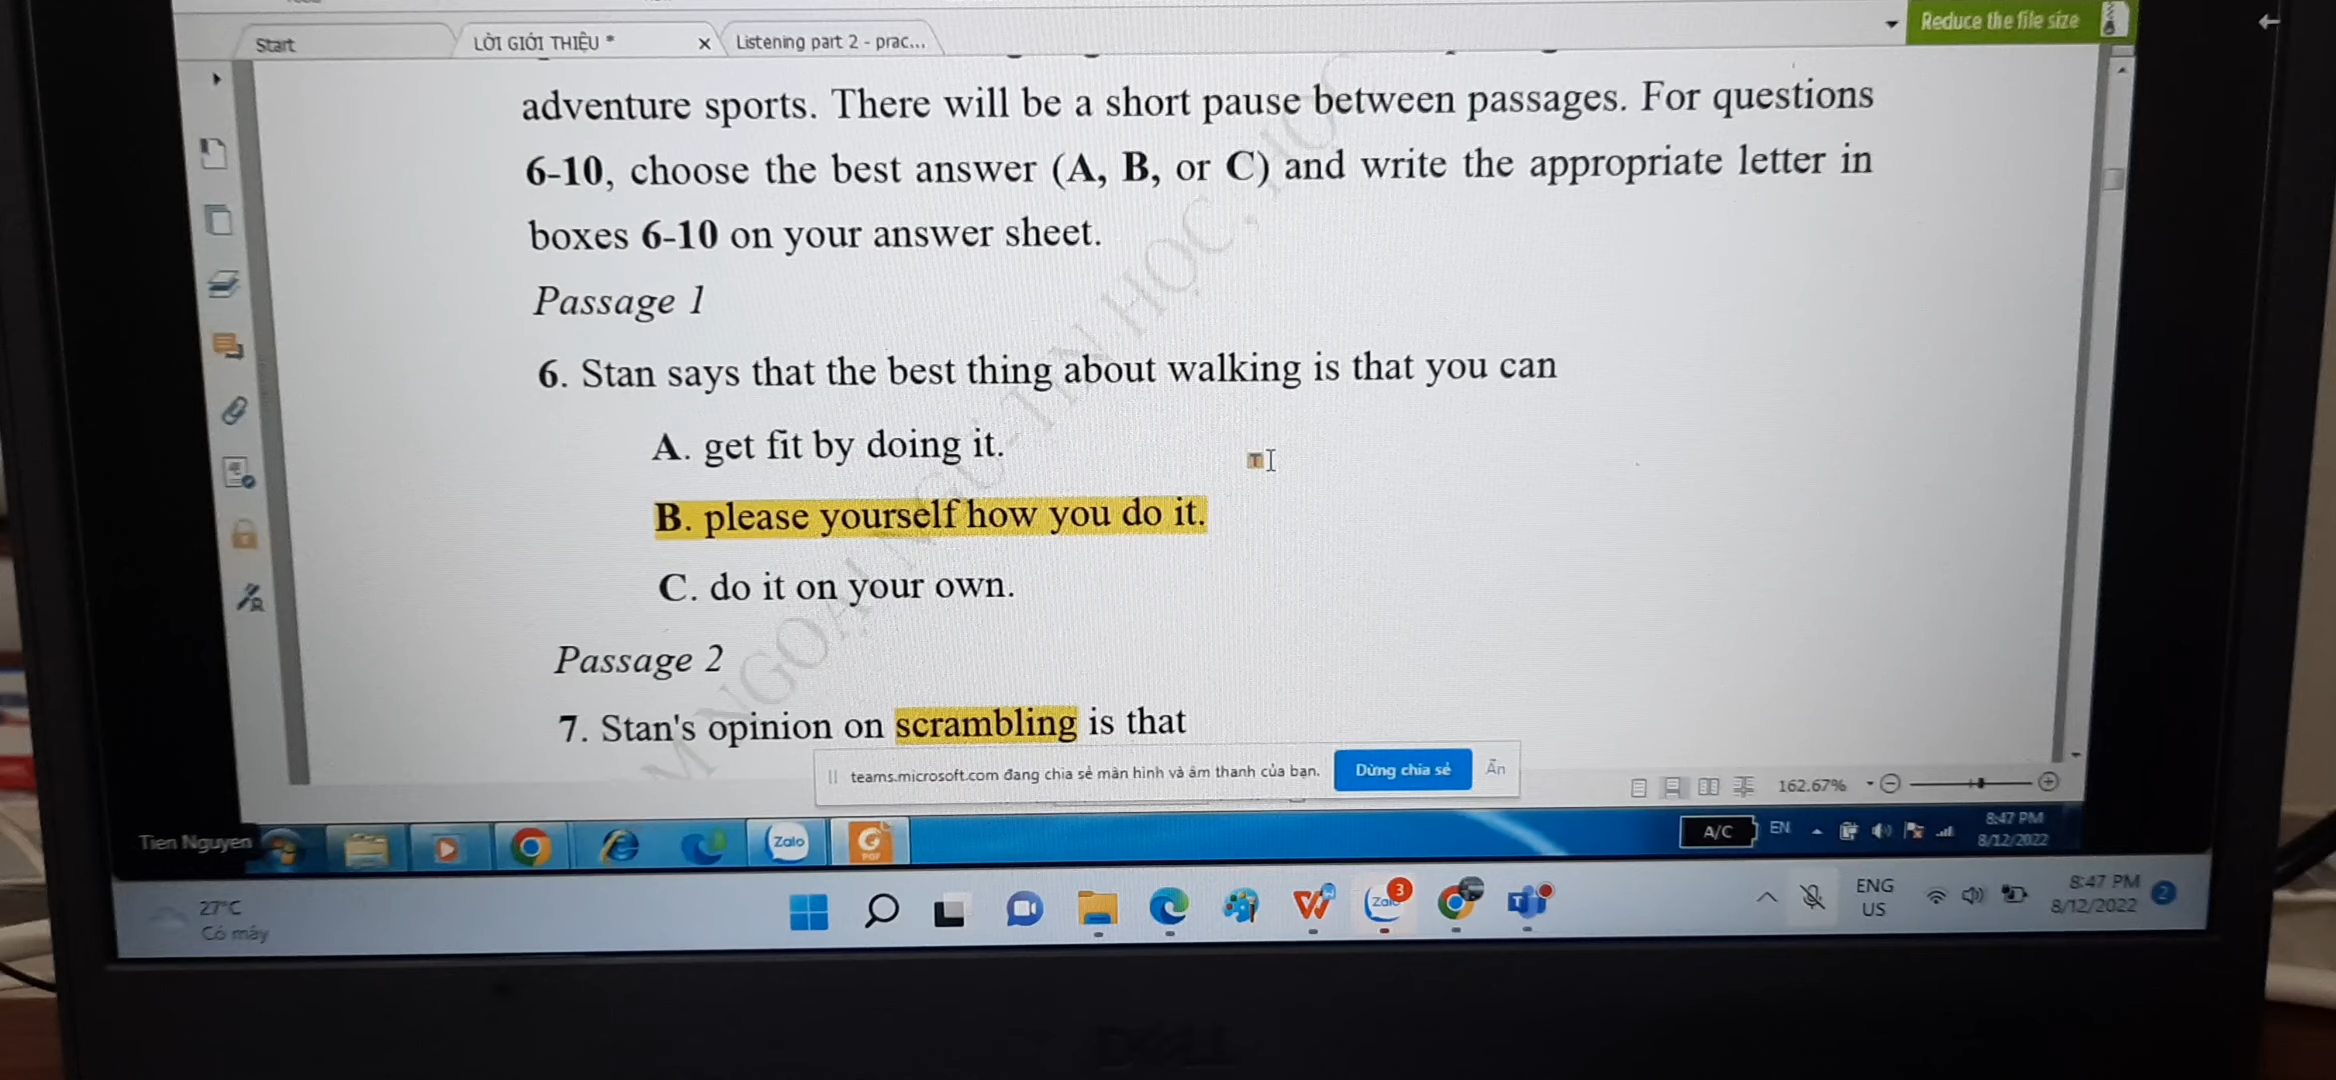 Start
LỜI GIỚI THIỆU *
x
Listening part 2 - prac...
Reduce the file size
adventure sports. There will be a short pause between passages. For questions
6-10, choose the best answer (A, B, or C) and write the appropriate letter in
boxes 6-10 on your answer sheet.
Passage 1
6. Stan says that the best thing about walking is that you can
A. get fit by doing it.
B. please yourself how you do it.
C. do it on your own.
Passage 2
7. Stan's opinion on scrambling is that
teams.microsoft.com đang chia sẻ màn hình và âm thanh của bạn.
Dừng chia sẻ
Ẩn
162.67%
Tien Nguyen
Zalo
PDF
A/C
EN
8:47 PM
8/12/2022
27°C
Có mây
3
ENG
US
8:47 PM
8/12/2022
2
DELL